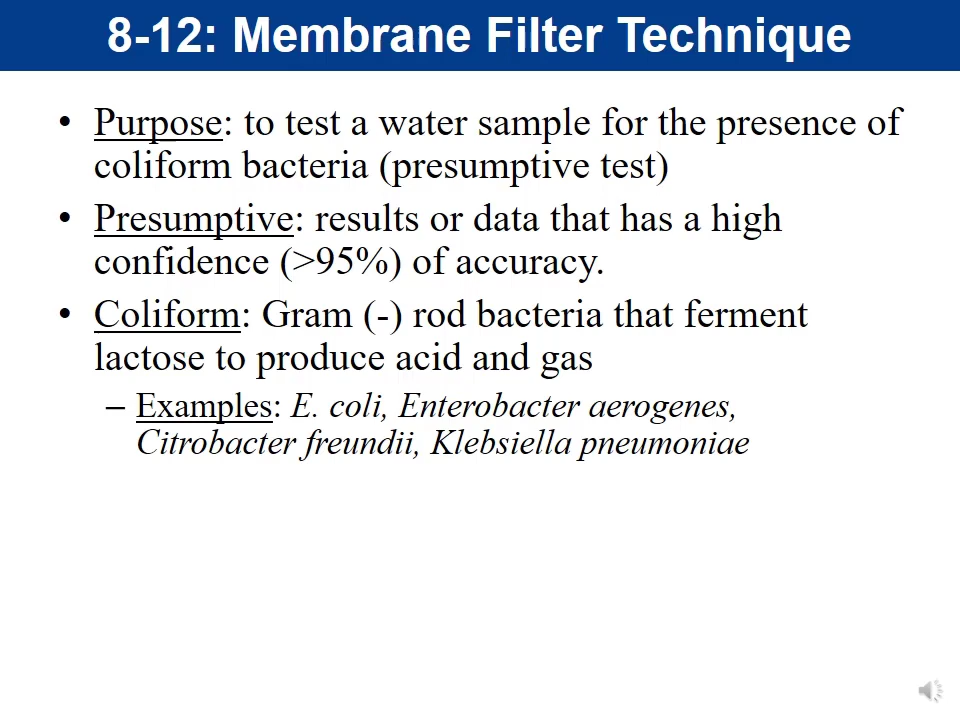 8-12: Membrane Filter Technique
• Purpose: to test a water sample for the presence of
coliform bacteria (presumptive test)
• Presumptive: results or data that has a high
confidence (>95%) of accuracy.
• Coliform: Gram (-) rod bacteria that ferment
lactose to produce acid and gas
– Examples: E. coli, Enterobacter aerogenes,
Citrobacter freundii, Klebsiella pneumoniae